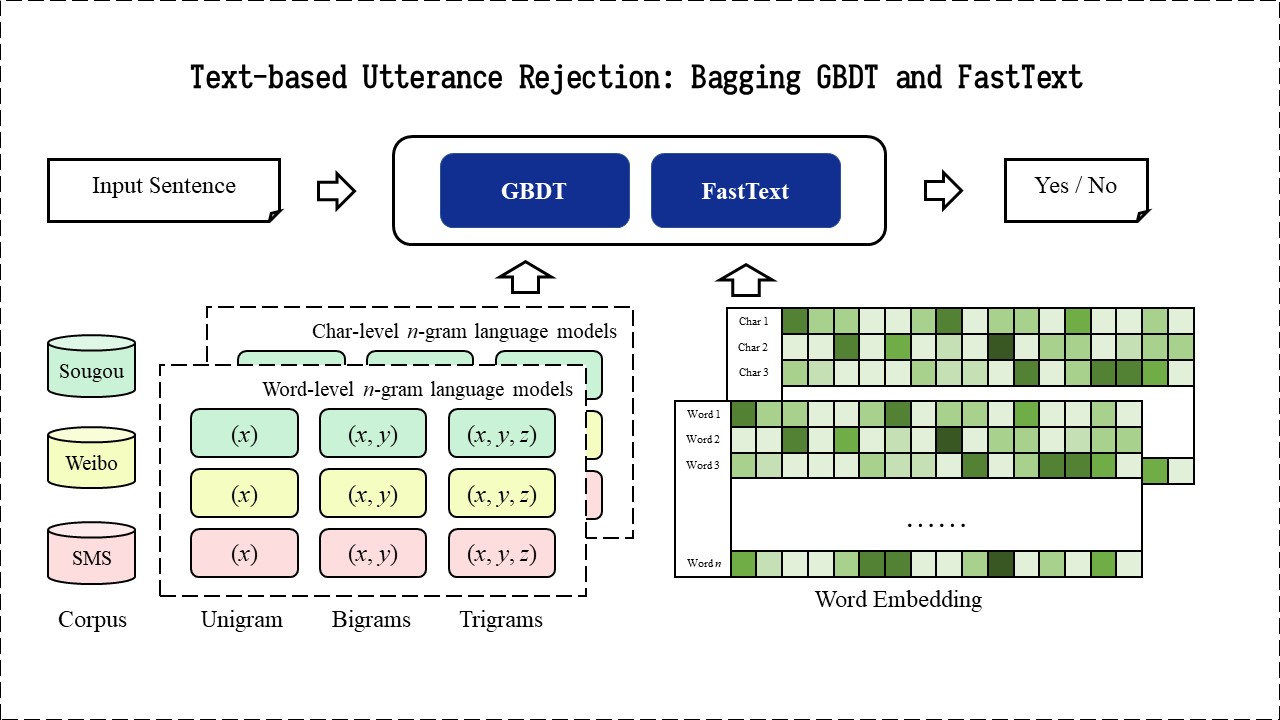 Text-based Utterance Rejection: Bagging GBDT and FastText
Input Sentence
GBDT
FastText
Yes / No
Char-level n-gram language models
Word-level n-gram language models
Sougou
Weibo
SMS
Corpus
(x)
(x, y)
(x, y, z)
(x)
(x, y)
(x, y, z)
(x)
(x, y)
(x, y, z)
Unigram
Bigrams
Trigrams
Char 1
Char 2
Char 3
Word 1
Word 2
Word 3
......
Word n
Word Embedding